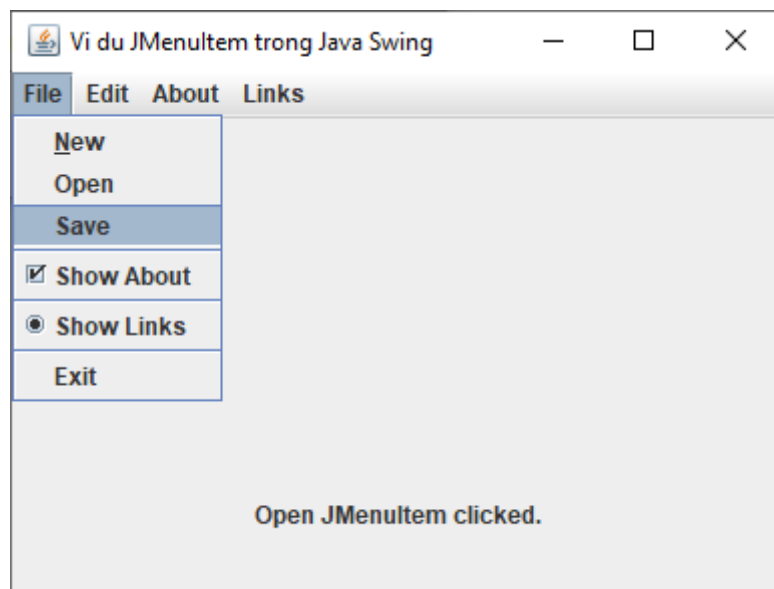 Vi du JMenuItem trong Java Swing
File Edit About Links
New
Open
Save
Show About
Show Links
Exit
Open JMenuItem clicked.